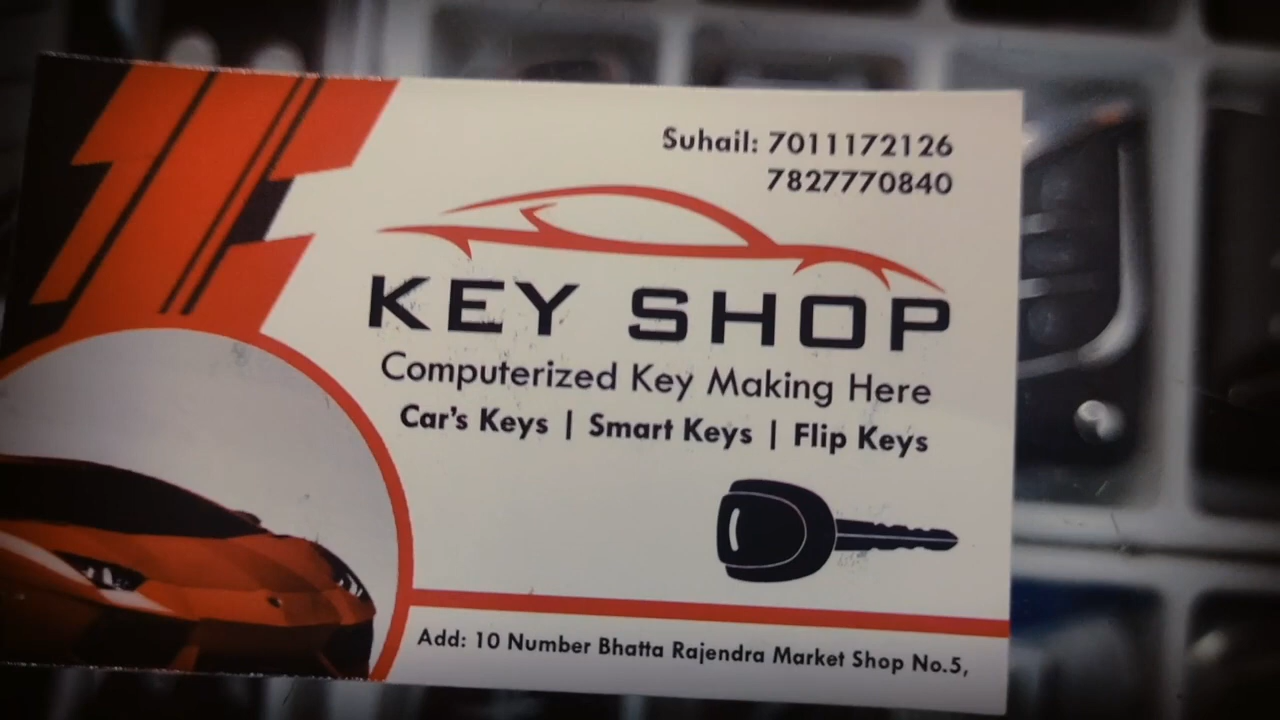 Suhail: 7011172126
7827770840
KEY SHOP
Computerized Key Making Here
Car's Keys | Smart Keys | Flip Keys
Add: 10 Number Bhatta Rajendra Market Shop No.5,